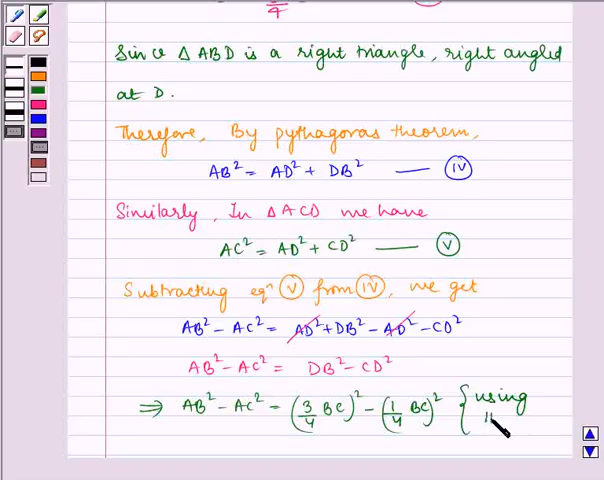 4
Since △ ABD is a right triangle, right angled
at D.
Therefore, By pythagoras theorem,
AB² = AD² + DB² — (IV)
Similarly, In △ ACD we have
AC² = AD² + CD² — (V)
Subtracting eqⁿ (V) from (IV), we get
AB² - AC² = AD² + DB² - AD² - CD²
AB² - AC² = DB² - CD²
⇒ AB² - AC² = (3/4 BC)² - (1/4 BC)² {using